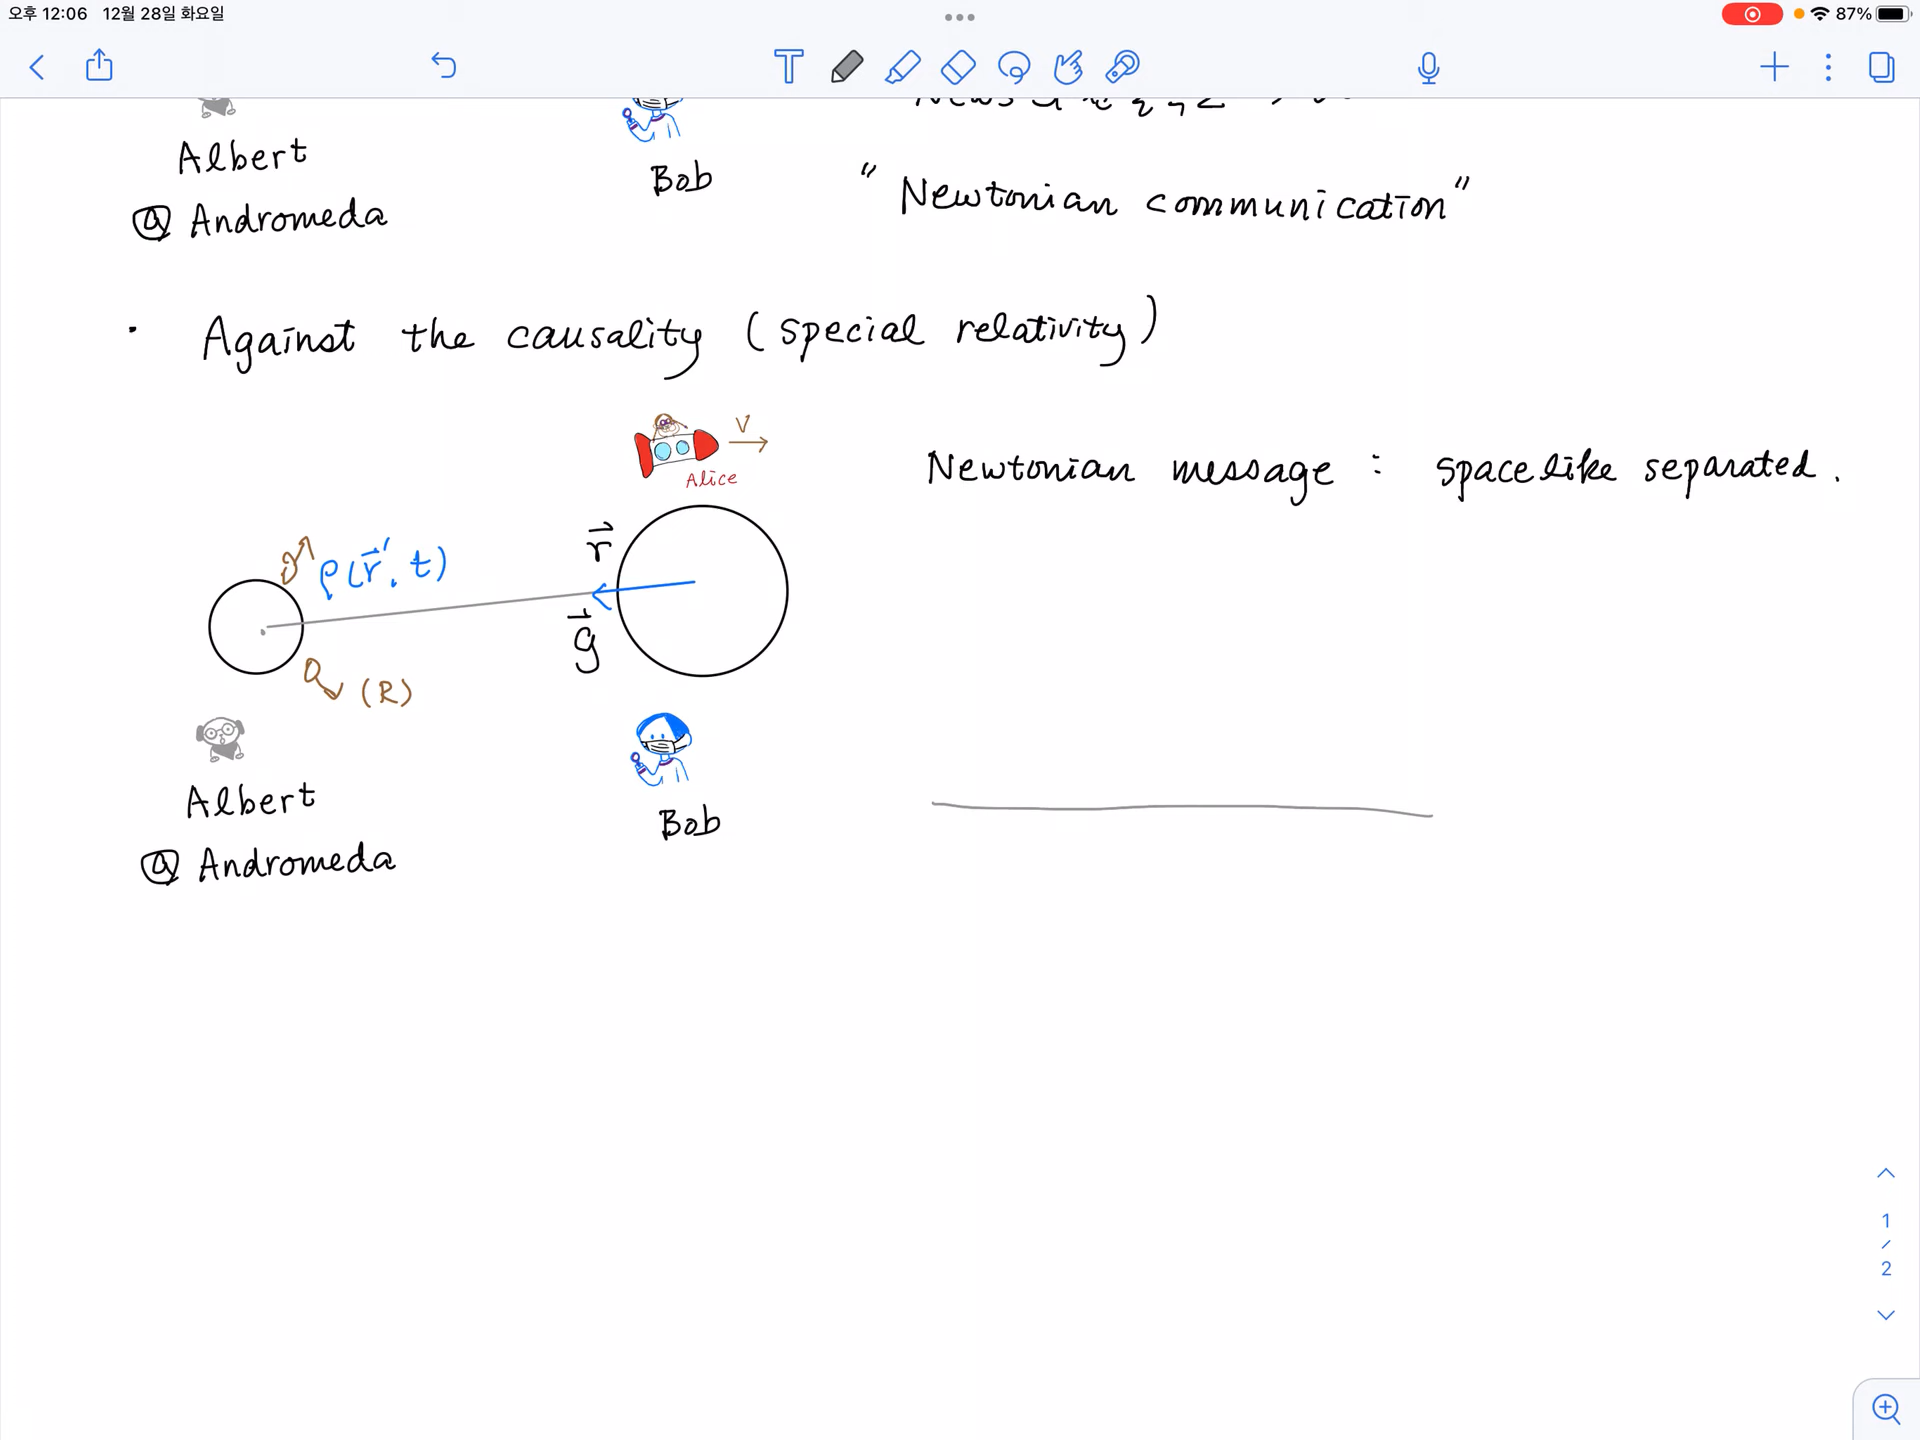 오후 12:06 12월 28일 화요일
87%
Albert
Bob
@ Andromeda
"Newtonian communication"
· Against the causality (special relativity)
V
Alice
Newtonian message : spacelike separated.
r
ρ(r', t)
g
(R)
Albert
Bob
@ Andromeda
1
/
2